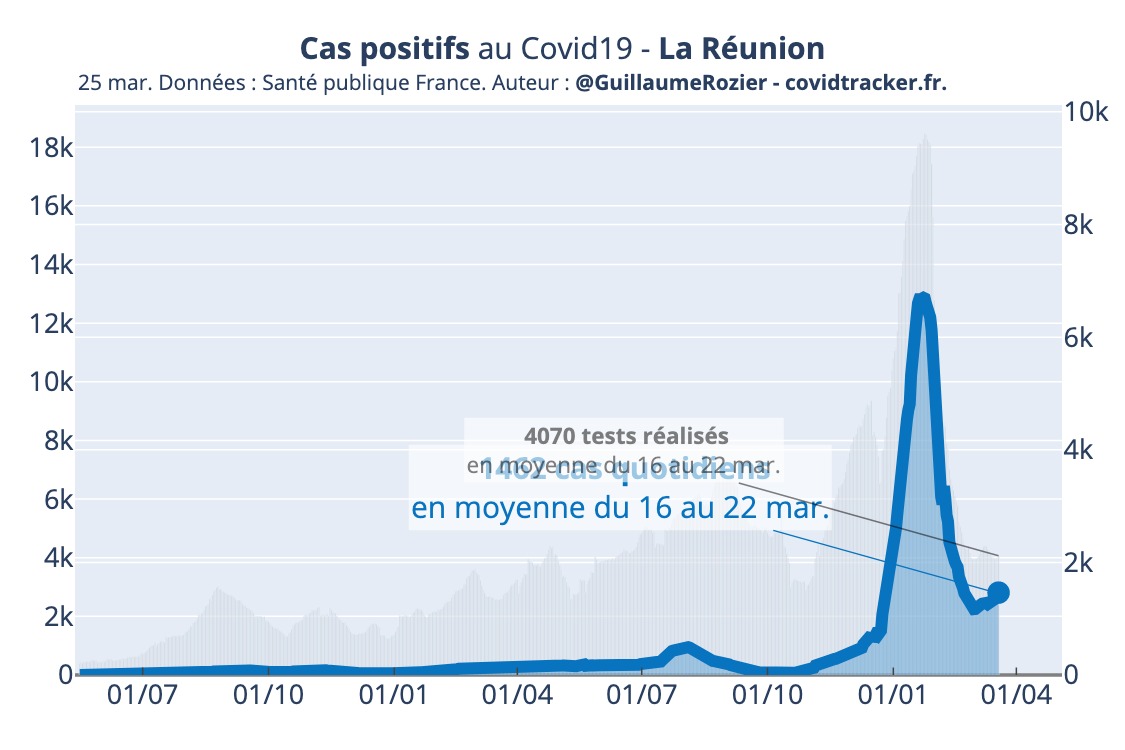 Cas positifs au Covid19 - La Réunion
25 mar. Données : Santé publique France. Auteur : @GuillaumeRozier - covidtracker.fr.
10k
18k
16k
8k
14k
12k
6k
10k
4070 tests réalisés
8k
4k
en moyenne du 16 au 22 mar.
1462 cas quotidiens
6k
en moyenne du 16 au 22 mar.
4k
2k
2k
0
0
01/07
01/10
01/01
01/04
01/07
01/10
01/01
01/04